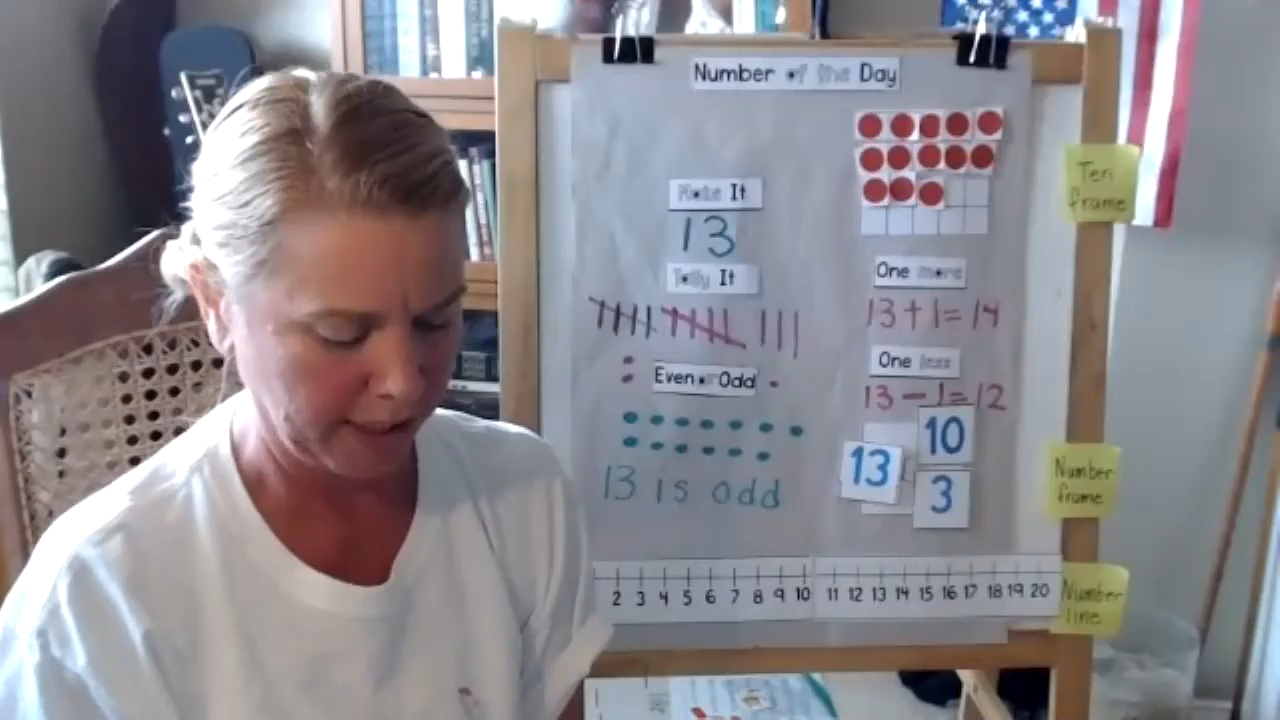 Number of the Day
Ten
frame
Make It
13
Tally It
One more
13+1=14
One less
13-1=12
Even or Odd
13 is odd
10
13
3
Number
frame
2 3 4 5 6 7 8 9 10 11 12 13 14 15 16 17 18 19 20
Number
line